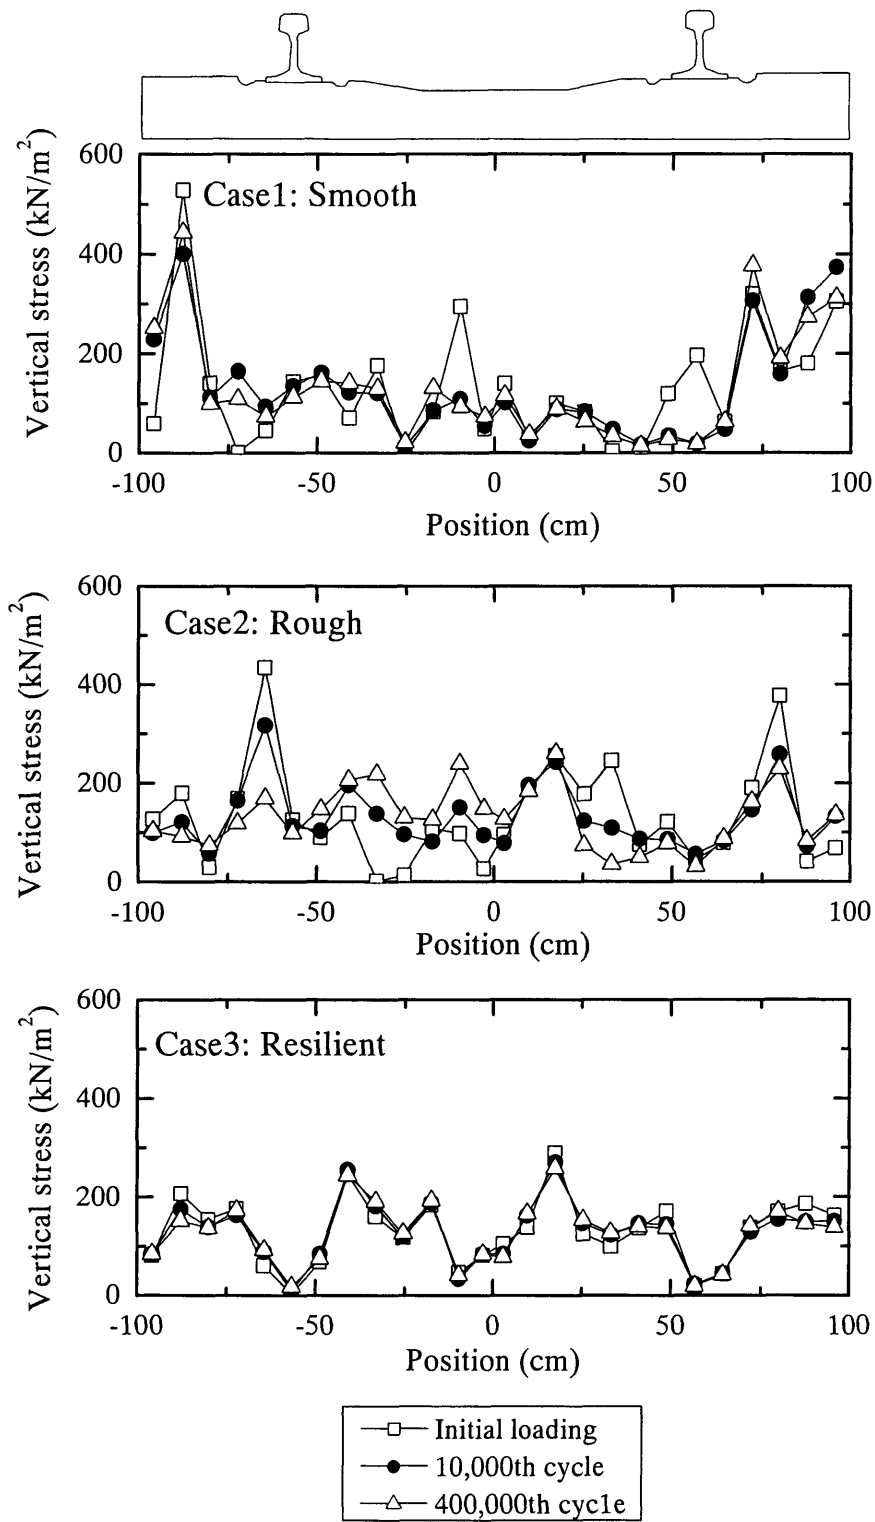 600
Case1: Smooth
400
200
0
Vertical stress (kN/m²)
-100 -50 0 50 100
Position (cm)
600
Case2: Rough
400
200
0
Vertical stress (kN/m²)
-100 -50 0 50 100
Position (cm)
600
Case3: Resilient
400
200
0
Vertical stress (kN/m²)
-100 -50 0 50 100
Position (cm)
Initial loading
10,000th cycle
400,000th cycle